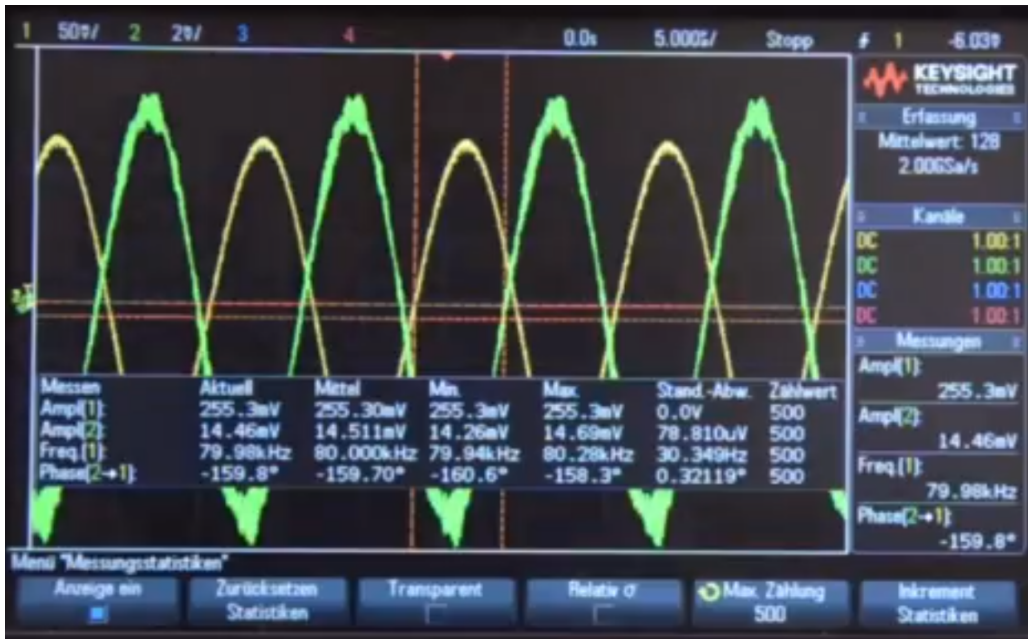 1 50▽/ 2 2▽/ 3 4 0.0s 5.000s/ Stopp 1 -6.03▽
KEYSIGHT
TECHNOLOGIES
Erfassung
Mittelwert: 128
2.00GSa/s
Kanäle
DC 1.00:1
DC 1.00:1
DC 1.00:1
DC 1.00:1
Messungen
Ampl(1):
255.3mV
Ampl(2):
14.46mV
Freq.(1):
79.98kHz
Phase(2→1):
-159.8°
Messen Aktuell Mittel Min. Max. Stand.-Abw. Zählwert
Ampl(1): 255.3mV 255.30mV 255.3mV 255.3mV 0.0V 500
Ampl(2): 14.46mV 14.511mV 14.26mV 14.69mV 78.810uV 500
Freq.(1): 79.98kHz 80.000kHz 79.94kHz 80.28kHz 30.349Hz 500
Phase(2→1): -159.8° -159.70° -160.6° -158.3° 0.32119° 500
Menü "Messungsstatistiken"
Anzeige ein
Zurücksetzen
Statistiken
Transparent
Relativ σ
Max. Zählung
500
Inkrement
Statistiken